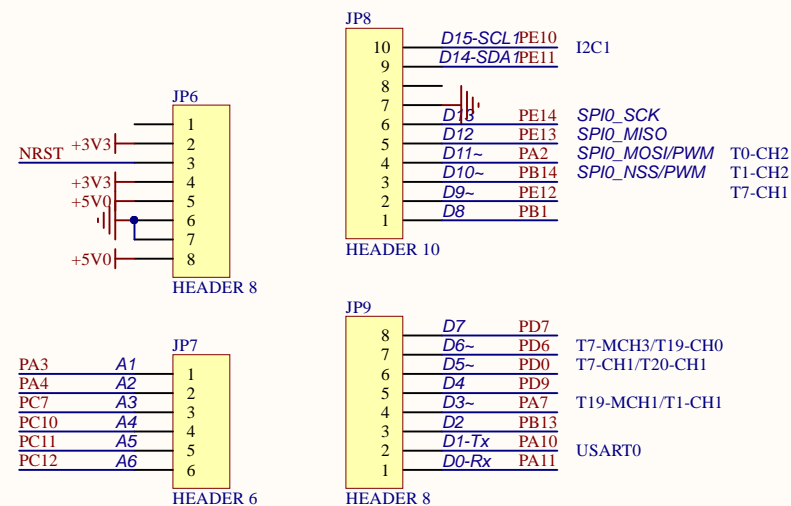 JP6
1
+3V3 2
NRST 3
+3V3 4
+5V0 5
6
7
+5V0 8
HEADER 8
JP8
10 D15-SCL1 PE10 I2C1
9 D14-SDA1 PE11
8
7
6 D13 PE14 SPI0_SCK
5 D12 PE13 SPI0_MISO
4 D11~ PA2 SPI0_MOSI/PWM T0-CH2
3 D10~ PB14 SPI0_NSS/PWM T1-CH2
2 D9~ PE12 T7-CH1
1 D8 PB1
HEADER 10
JP7
PA3 A1 1
PA4 A2 2
PC7 A3 3
PC10 A4 4
PC11 A5 5
PC12 A6 6
HEADER 6
JP9
8 D7 PD7
7 D6~ PD6 T7-MCH3/T19-CH0
6 D5~ PD0 T7-CH1/T20-CH1
5 D4 PD9
4 D3~ PA7 T19-MCH1/T1-CH1
3 D2 PB13
2 D1-Tx PA10 USART0
1 D0-Rx PA11
HEADER 8